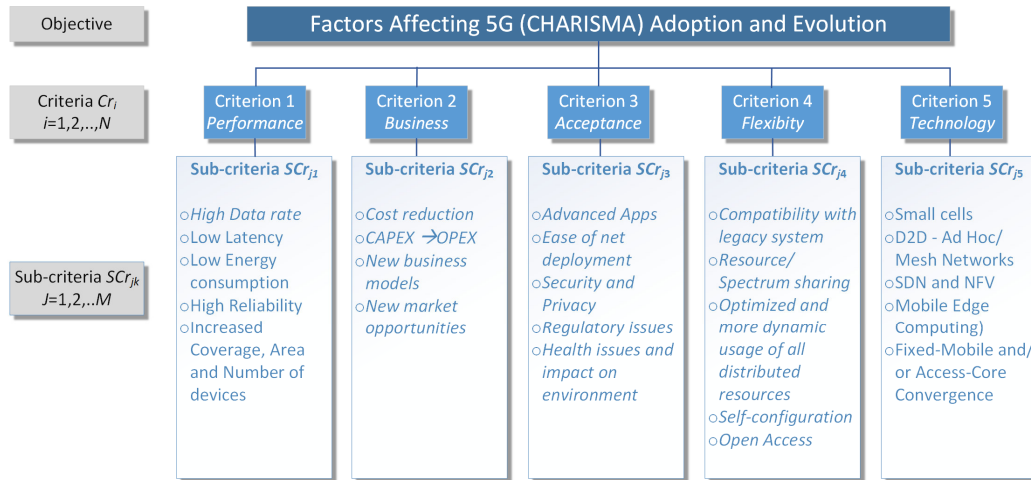 Objective
Factors Affecting 5G (CHARISMA) Adoption and Evolution
Criteria Cri
i=1,2,..,N
Criterion 1
Performance
Criterion 2
Business
Criterion 3
Acceptance
Criterion 4
Flexibity
Criterion 5
Technology
Sub-criteria SCrjk
J=1,2,..M
Sub-criteria SCrj1
○High Data rate
○Low Latency
○Low Energy
consumption
○High Reliability
○Increased
Coverage, Area
and Number of
devices
Sub-criteria SCrj2
○Cost reduction
○CAPEX →OPEX
○New business
models
○New market
opportunities
Sub-criteria SCrj3
○Advanced Apps
○Ease of net
deployment
○Security and
Privacy
○Regulatory issues
○Health issues and
impact on
environment
Sub-criteria SCrj4
○Compatibility with
legacy system
○Resource/
Spectrum sharing
○Optimized and
more dynamic
usage of all
distributed
resources
○Self-configuration
○Open Access
Sub-criteria SCrj5
○Small cells
○D2D - Ad Hoc/
Mesh Networks
○SDN and NFV
○Mobile Edge
Computing)
○Fixed-Mobile and/
or Access-Core
Convergence